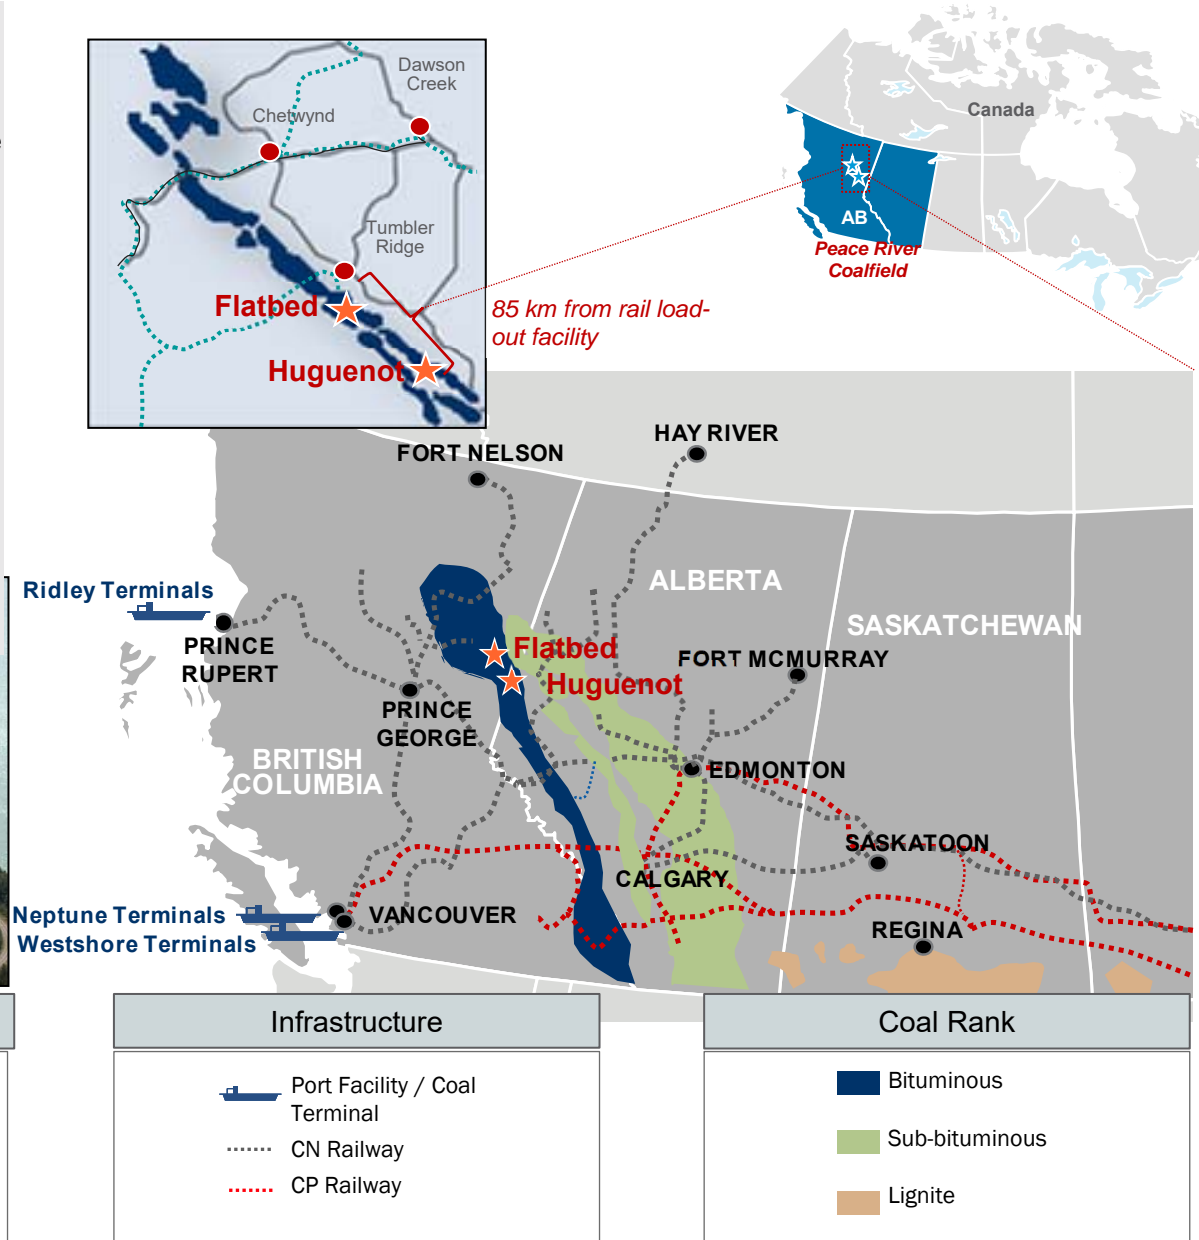 Dawson
Creek
Chetwynd
Tumbler
Ridge
Flatbed
Huguenot
85 km from rail load-
out facility
Canada
AB
Peace River
Coalfield
HAY RIVER
FORT NELSON
ALBERTA
Ridley Terminals
SASKATCHEWAN
PRINCE
RUPERT
Flatbed
FORT MCMURRAY
Huguenot
PRINCE
GEORGE
BRITISH
COLUMBIA
EDMONTON
SASKATOON
CALGARY
Neptune Terminals
VANCOUVER
Westshore Terminals
REGINA
Infrastructure
Port Facility / Coal
Terminal
CN Railway
CP Railway
Coal Rank
Bituminous
Sub-bituminous
Lignite